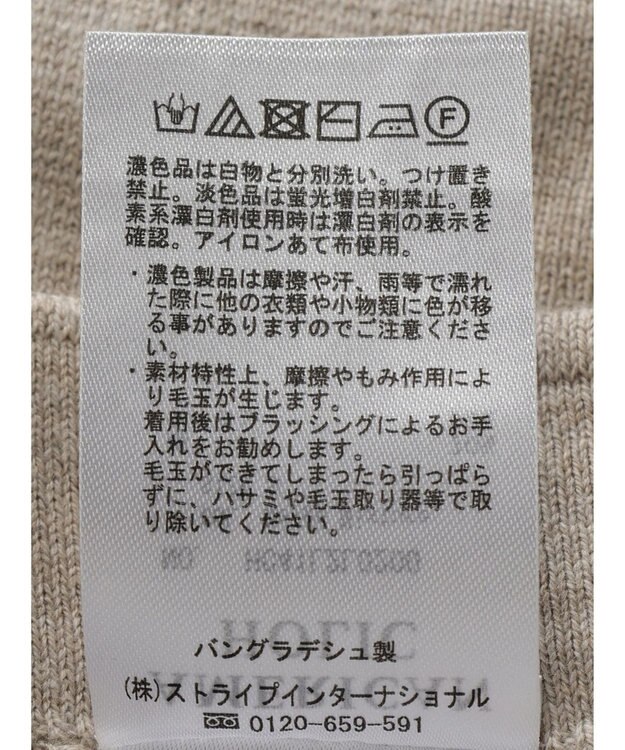 F
濃色品は白物と分別洗い。つけ置き
禁止。淡色品は蛍光増白剤禁止。酸
素系漂白剤使用時は漂白剤の表示を
確認。アイロンあて布使用。
・濃色製品は摩擦や汗、雨等で濡れ
た際に他の衣類や小物類に色が移
る事がありますのでご注意くださ
い。
・素材特性上、摩擦やもみ作用によ
り毛玉が生じます。
着用後はブラッシングによるお手
入れをお勧めします。
毛玉ができてしまったら引っぱら
ずに、ハサミや毛玉取り器等で取
り除いてください。
NO. HC41L2L0200
HOLIC
AMERICAN
バングラデシュ製
(株)ストライプインターナショナル
0120-659-591